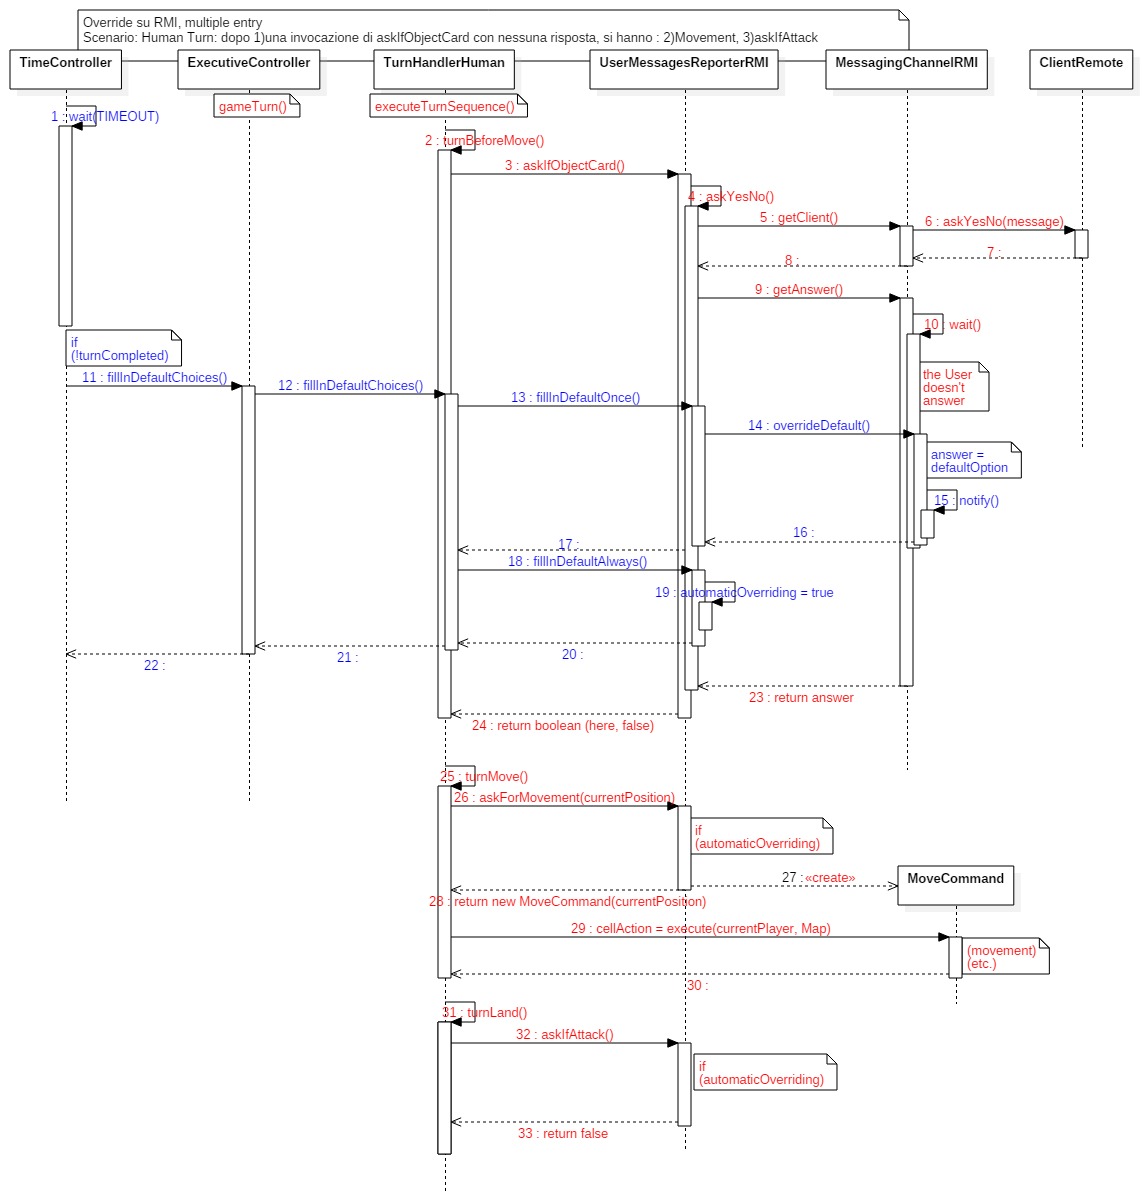 Override su RMI, multiple entry
Scenario: Human Turn: dopo 1)una invocazione di askIfObjectCard con nessuna risposta, si hanno : 2)Movement, 3)askIfAttack
TimeController
ExecutiveController
TurnHandlerHuman
UserMessagesReporterRMI
MessagingChannelRMI
ClientRemote
gameTurn()
executeTurnSequence()
1 : wait(TIMEOUT)
2 : turnBeforeMove()
3 : askIfObjectCard()
4 : askYesNo()
5 : getClient()
6 : askYesNo(message)
7 :
8 :
9 : getAnswer()
10 : wait()
if
(!turnCompleted)
the User
doesn't
answer
11 : fillInDefaultChoices()
12 : fillInDefaultChoices()
13 : fillInDefaultOnce()
14 : overrideDefault()
answer =
defaultOption
15 : notify()
16 :
17 :
18 : fillInDefaultAlways()
19 : automaticOverriding = true
20 :
21 :
22 :
23 : return answer
24 : return boolean (here, false)
25 : turnMove()
26 : askForMovement(currentPosition)
if
(automaticOverriding)
27 : «create»
MoveCommand
28 : return new MoveCommand(currentPosition)
29 : cellAction = execute(currentPlayer, Map)
(movement)
(etc.)
30 :
31 : turnLand()
32 : askIfAttack()
if
(automaticOverriding)
33 : return false